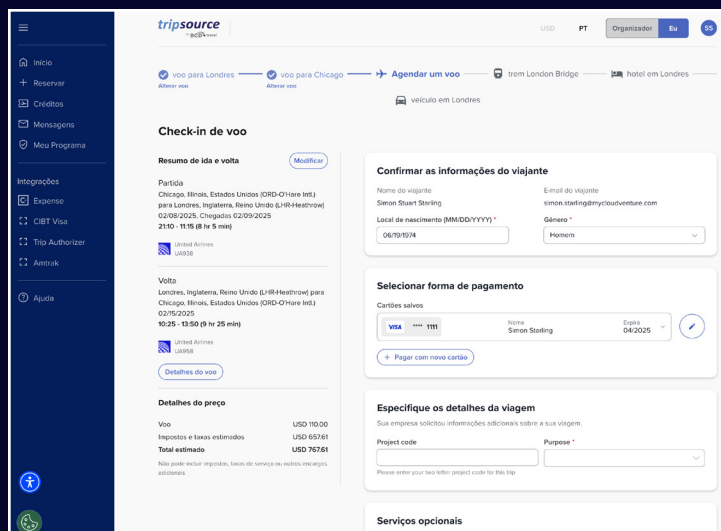 tripsource
by BCD travel
USD
PT
Organizador
Eu
SS
Início
Reservar
Créditos
Mensagens
Meu Programa
Integrações
Expense
CIBT Visa
Trip Authorizer
Amtrak
Ajuda
voo para Londres
Alterar voo
voo para Chicago
Alterar voo
Agendar um voo
trem London Bridge
hotel em Londres
veículo em Londres
Check-in de voo
Resumo de ida e volta
Modificar
Partida
Chicago, Illinois, Estados Unidos (ORD-O'Hare Intl.)
para Londres, Inglaterra, Reino Unido (LHR-Heathrow)
02/08/2025, Chegadas 02/09/2025
21:10 - 11:15 (8 hr 5 min)
United Airlines
UA938
Volta
Londres, Inglaterra, Reino Unido (LHR-Heathrow) para
Chicago, Illinois, Estados Unidos (ORD-O'Hare Intl.)
02/15/2025
10:25 - 13:50 (9 hr 25 min)
United Airlines
UA958
Detalhes do voo
Detalhes do preço
Voo USD 110.00
Impostos e taxas estimados USD 657.61
Total estimado USD 767.61
Não pode incluir impostos, taxas de serviço ou outros encargos
adicionais
Confirmar as informações do viajante
Nome do viajante
Simon Stuart Starling
E-mail do viajante
simon.starling@mycloudventure.com
Local de nascimento (MM/DD/YYYY) *
06/19/1974
Gênero *
Homem
Selecionar forma de pagamento
Cartões salvos
VISA **** 1111
Nome
Simon Starling
Expira
04/2025
+ Pagar com novo cartão
Especifique os detalhes da viagem
Sua empresa solicitou informações adicionais sobre a sua viagem.
Project code
Purpose *
Please enter your two letter project code for this trip
Serviços opcionais